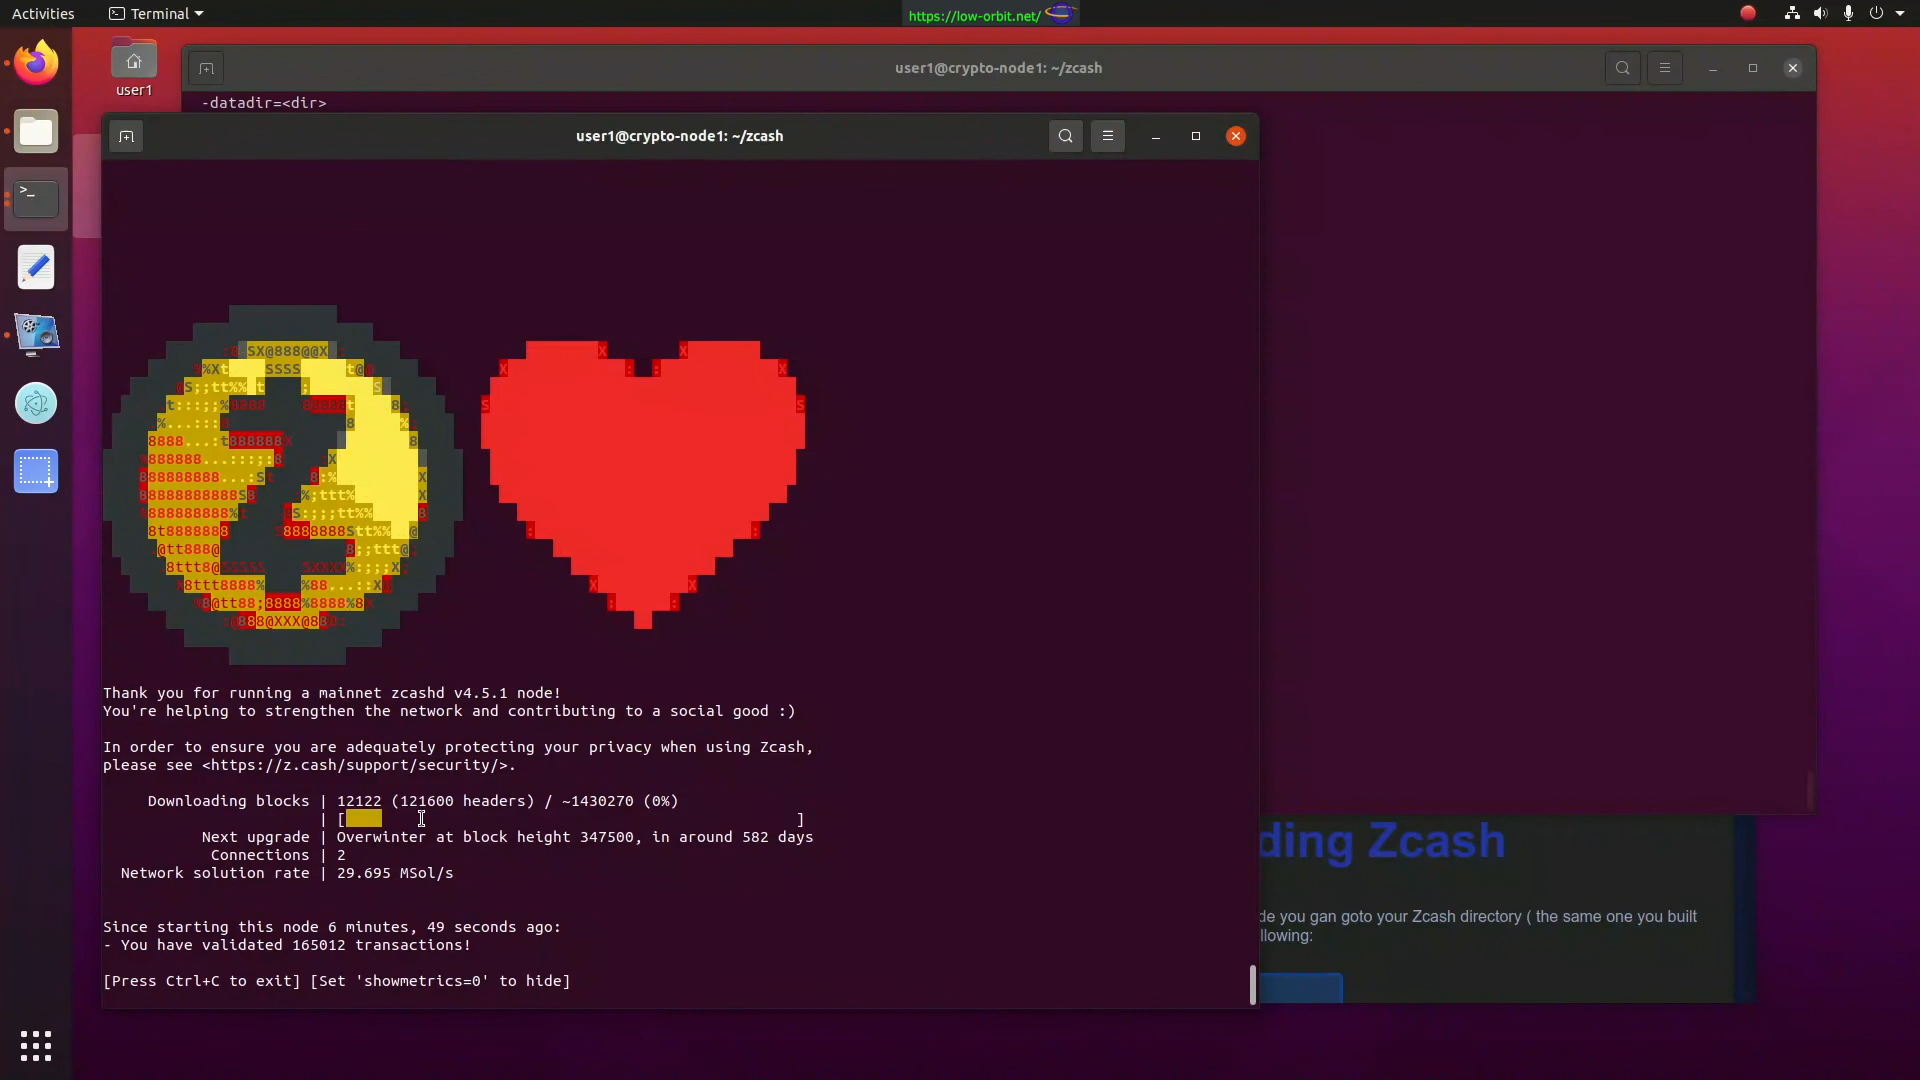 Activities
Terminal
https://low-orbit.net/
user1
user1@crypto-node1: ~/zcash
-datadir=<dir>
user1@crypto-node1: ~/zcash
Thank you for running a mainnet zcashd v4.5.1 node!
You're helping to strengthen the network and contributing to a social good :)
In order to ensure you are adequately protecting your privacy when using Zcash,
please see <https://z.cash/support/security/>.
Downloading blocks | 12122 (121600 headers) / ~1430270 (0%)
| [ ]
Next upgrade | Overwinter at block height 347500, in around 582 days
Connections | 2
Network solution rate | 29.695 MSol/s
Since starting this node 6 minutes, 49 seconds ago:
- You have validated 165012 transactions!
[Press Ctrl+C to exit] [Set 'showmetrics=0' to hide]
ding Zcash
de you gan goto your Zcash directory ( the same one you built
llowing: